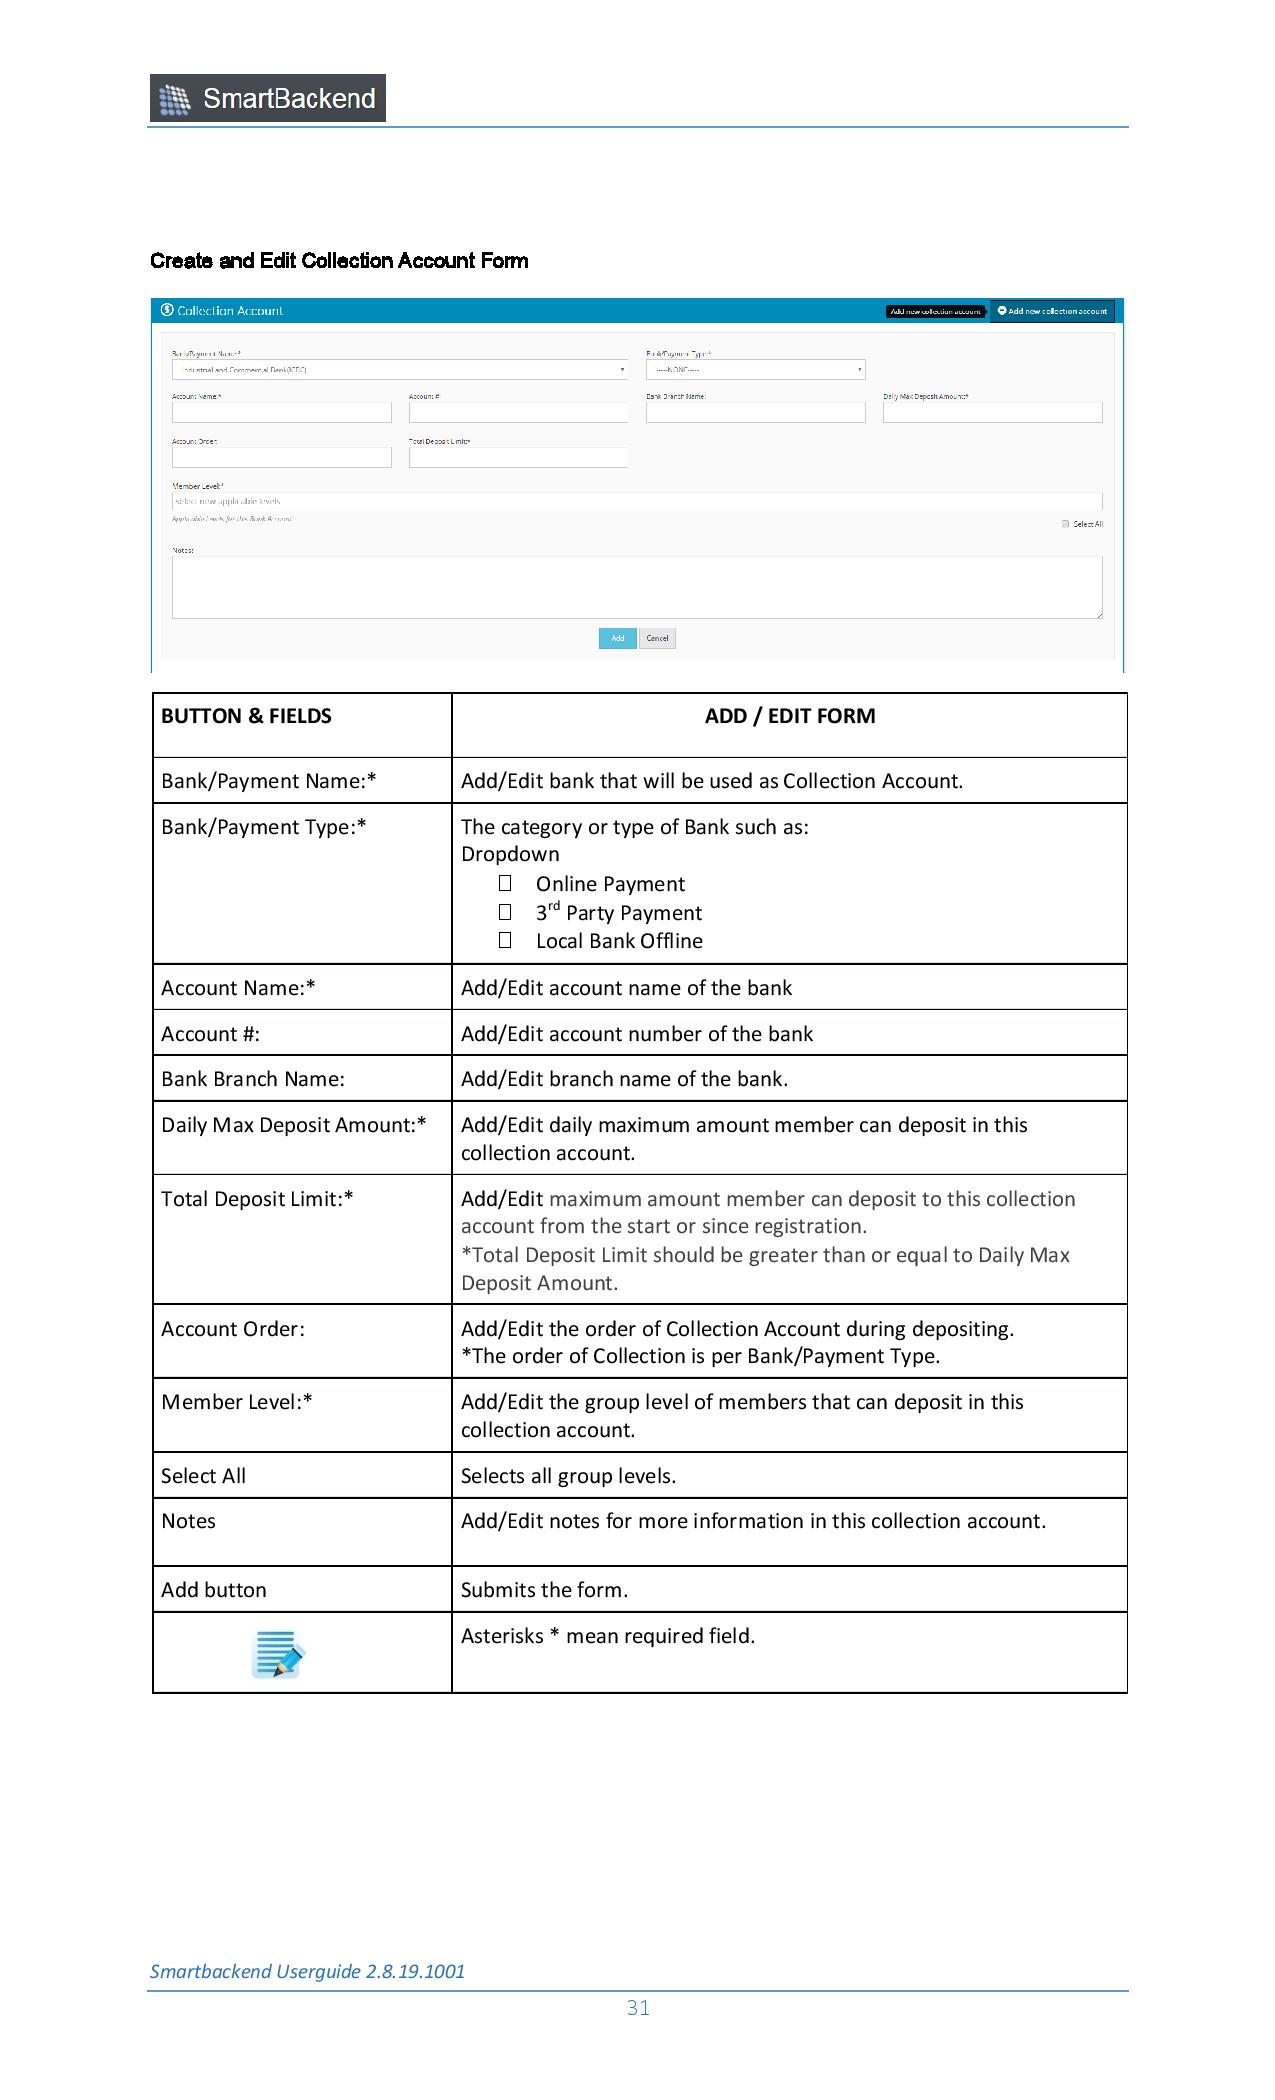 SmartBackend
Create and Edit Collection Account Form
Collection Account
Add new collection account
Add new collection account
Bank/Payment Name:*
Bank/Payment Type:*
Industrial and Commercial Bank(ICBC)
----NONE----
Account Name:*
Account #:
Bank Branch Name:
Daily Max Deposit Amount:*
Account Order:
Total Deposit Limit:*
Member Level:*
Select new applicable levels
Applicable Levels for this Bank Account
Select All
Notes:
Add
Cancel
BUTTON & FIELDS
ADD / EDIT FORM
Bank/Payment Name:*
Add/Edit bank that will be used as Collection Account.
Bank/Payment Type:*
The category or type of Bank such as:
Dropdown
Online Payment
3rd Party Payment
Local Bank Offline
Account Name:*
Add/Edit account name of the bank
Account #:
Add/Edit account number of the bank
Bank Branch Name:
Add/Edit branch name of the bank.
Daily Max Deposit Amount:*
Add/Edit daily maximum amount member can deposit in this
collection account.
Total Deposit Limit:*
Add/Edit maximum amount member can deposit to this collection
account from the start or since registration.
*Total Deposit Limit should be greater than or equal to Daily Max
Deposit Amount.
Account Order:
Add/Edit the order of Collection Account during depositing.
*The order of Collection is per Bank/Payment Type.
Member Level:*
Add/Edit the group level of members that can deposit in this
collection account.
Select All
Selects all group levels.
Notes
Add/Edit notes for more information in this collection account.
Add button
Submits the form.
Asterisks * mean required field.
Smartbackend Userguide 2.8.19.1001
31